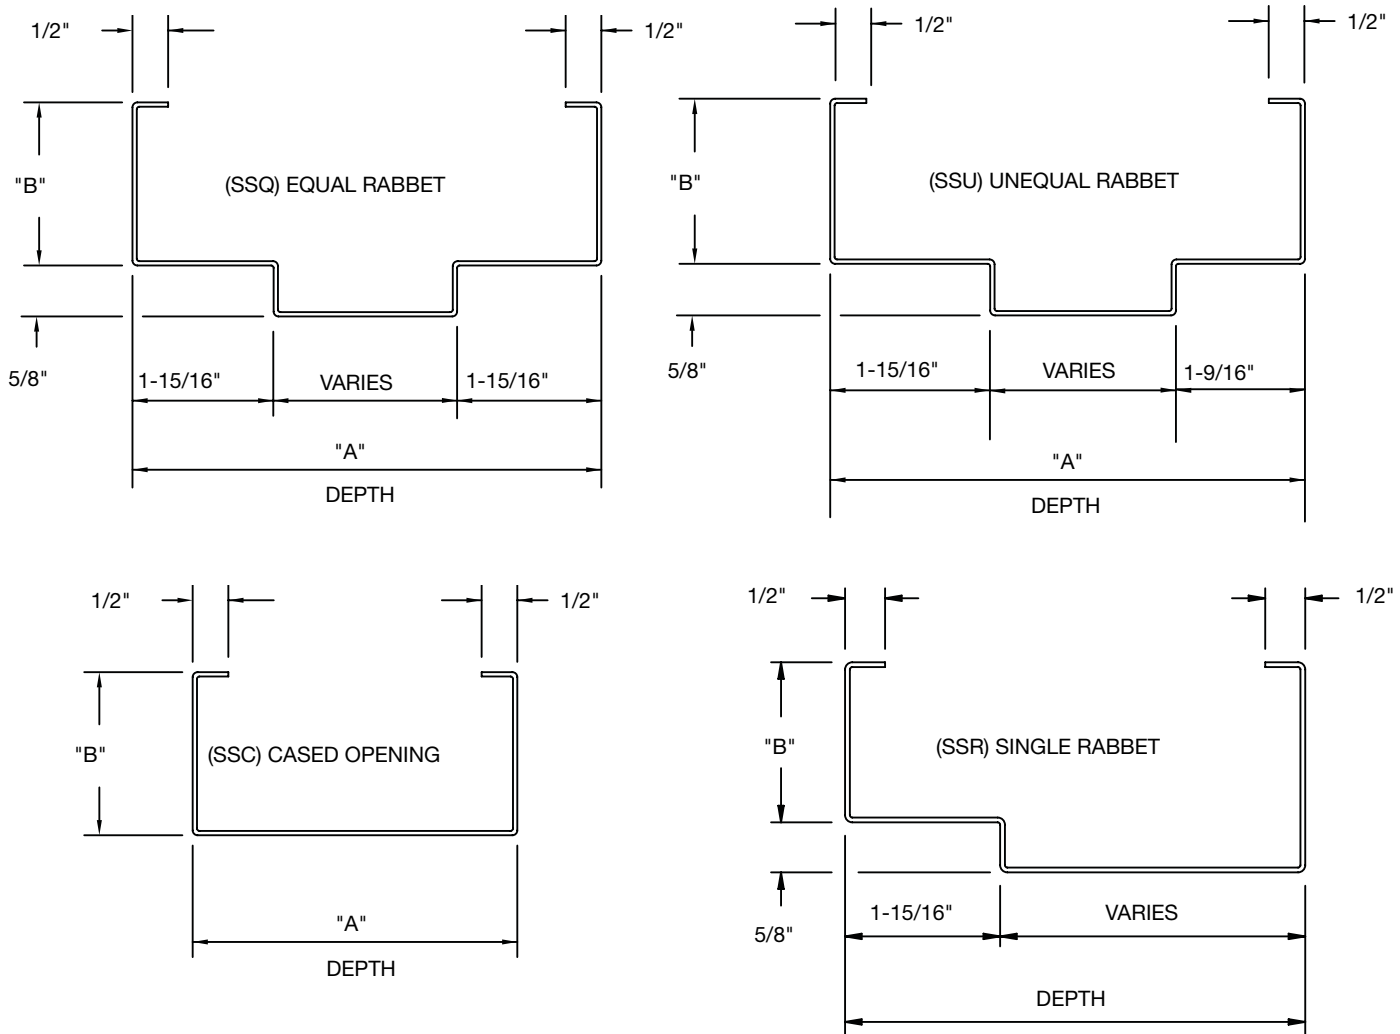 1/2"
1/2"
"B"
(SSQ) EQUAL RABBET
5/8"
1-15/16"
VARIES
1-15/16"
"A"
DEPTH
1/2"
1/2"
"B"
(SSU) UNEQUAL RABBET
5/8"
1-15/16"
VARIES
1-9/16"
"A"
DEPTH
1/2"
1/2"
"B"
(SSC) CASED OPENING
"A"
DEPTH
1/2"
1/2"
"B"
(SSR) SINGLE RABBET
5/8"
1-15/16"
VARIES
DEPTH